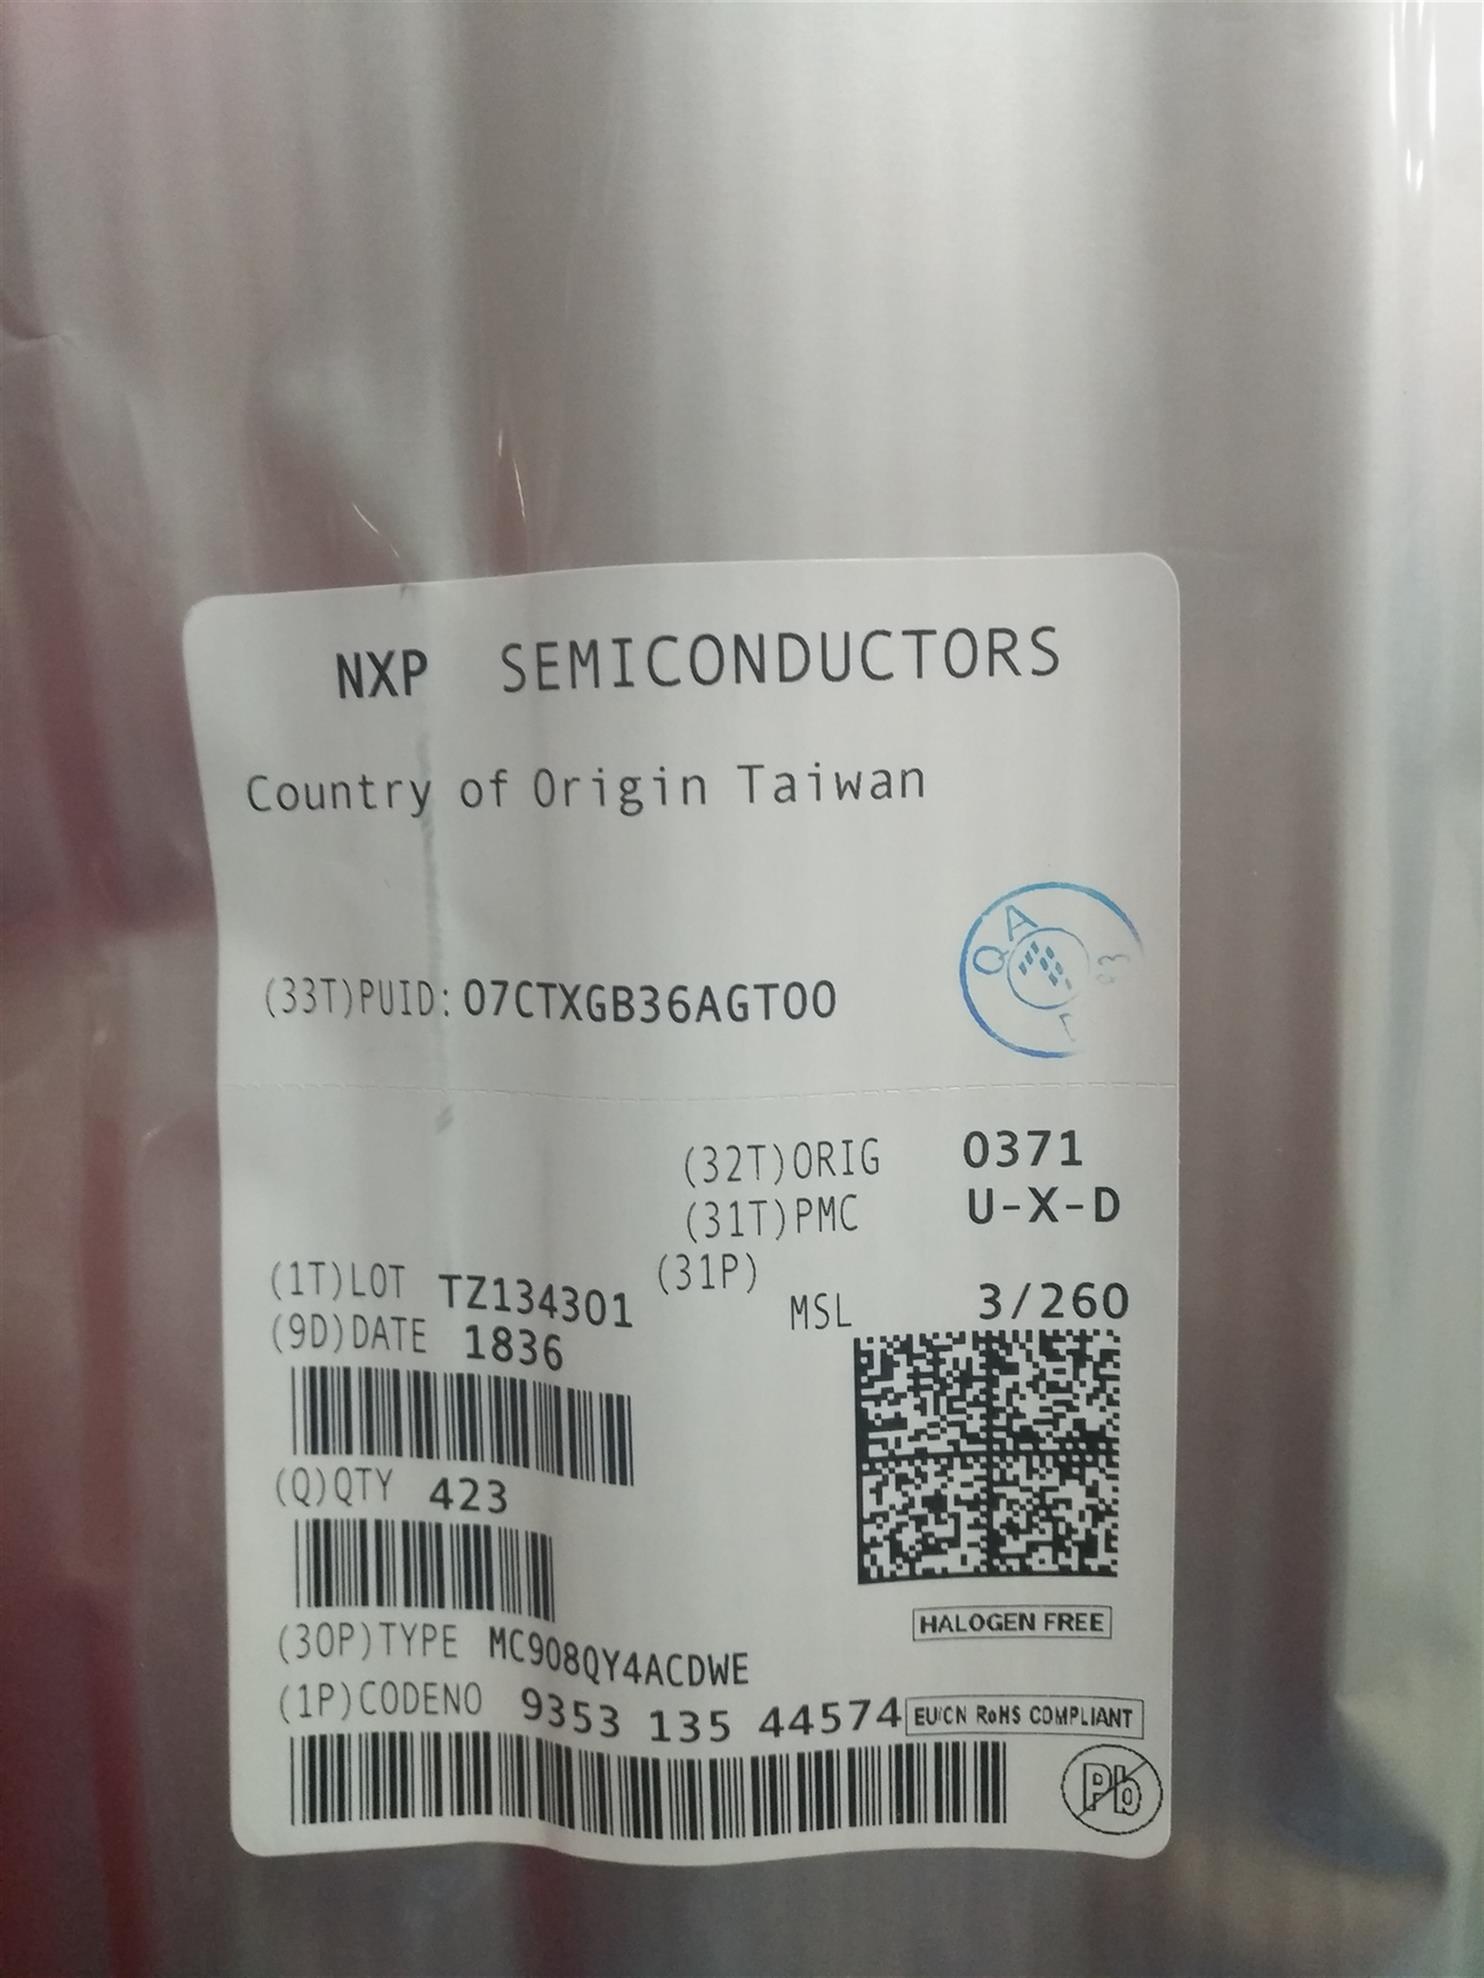 NXP SEMICONDUCTORS
Country of Origin Taiwan
QA
(33T)PUID: 07CTXGB36AGT00
(32T)ORIG 0371
(31T)PMC U-X-D
(31P)
MSL 3/260
(1T)LOT TZ134301
(9D)DATE 1836
(Q)QTY 423
HALOGEN FREE
(30P)TYPE MC908QY4ACDWE
(1P)CODENO 9353 135 44574
EU/CN RoHS COMPLIANT
Pb